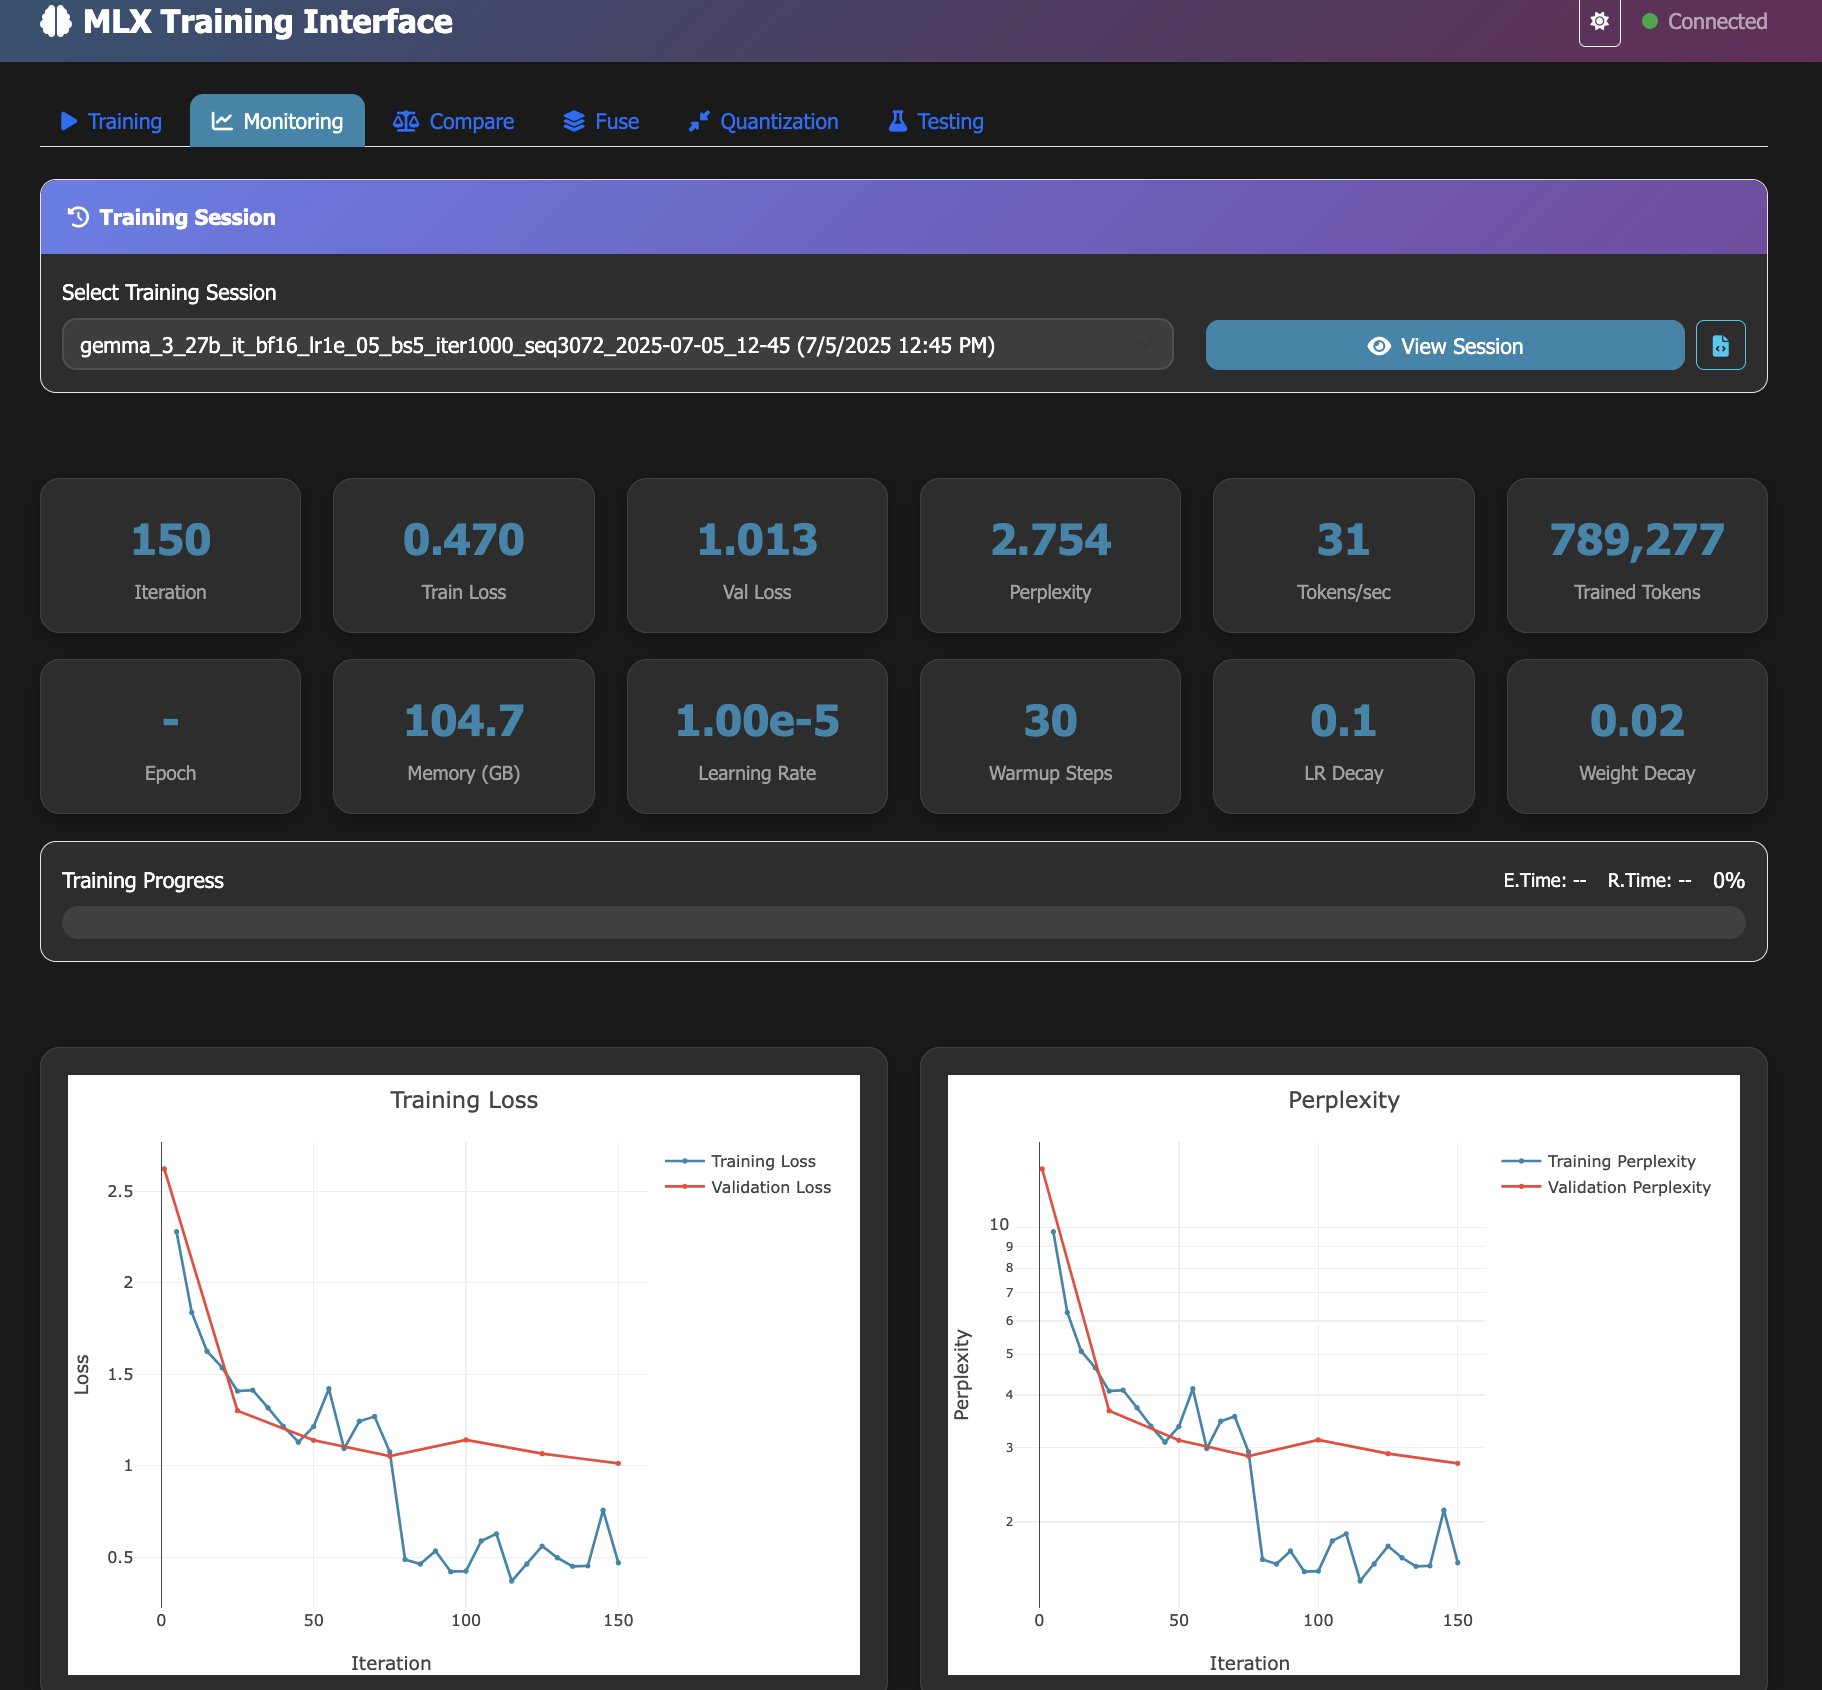 MLX Training Interface
Connected
Training
Monitoring
Compare
Fuse
Quantization
Testing
Training Session
Select Training Session
gemma_3_27b_it_bf16_lr1e_05_bs5_iter1000_seq3072_2025-07-05_12-45 (7/5/2025 12:45 PM)
View Session
150
Iteration
0.470
Train Loss
1.013
Val Loss
2.754
Perplexity
31
Tokens/sec
789,277
Trained Tokens
-
Epoch
104.7
Memory (GB)
1.00e-5
Learning Rate
30
Warmup Steps
0.1
LR Decay
0.02
Weight Decay
Training Progress
E.Time: --
R.Time: --
0%
Training Loss
Training Loss
Validation Loss
2.5
2
1.5
1
0.5
Loss
0
50
100
150
Iteration
Perplexity
Training Perplexity
Validation Perplexity
10
9
8
7
6
5
4
3
2
Perplexity
0
50
100
150
Iteration